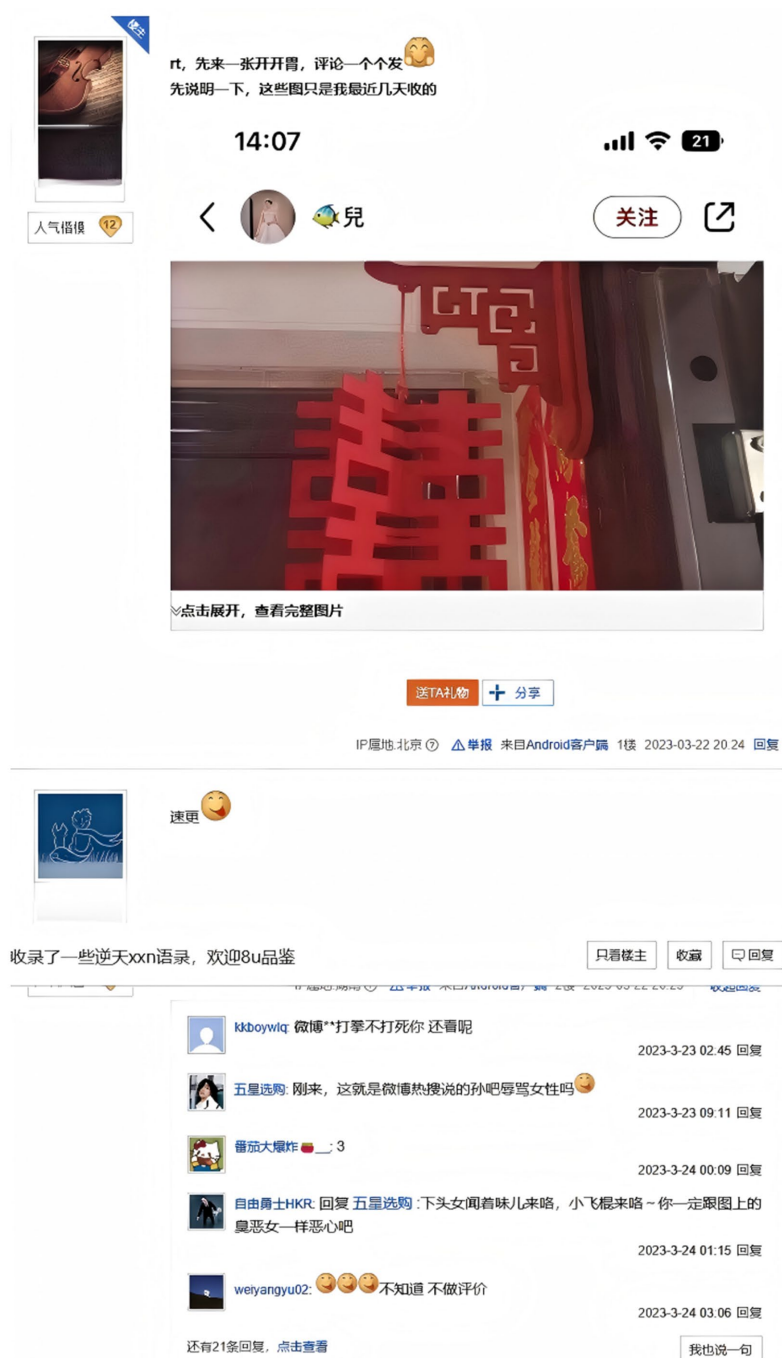 楼主
rt，先来一张开开胃，评论一个个发
先说明一下，这些图只是我最近几天收的
14:07
21
人气楷模 12
兒
关注
囍
点击展开，查看完整图片
送TA礼物
分享
IP属地:北京 举报 来自Android客户端 1楼 2023-03-22 20:24 回复
速更
收录了一些逆天xxn语录，欢迎8u品鉴
只看楼主 收藏 回复
kkboywlq: 微博**打拳不打死你 还看呢
2023-3-23 02:45 回复
五星选购: 刚来，这就是微博热搜说的孙吧辱骂女性吗
2023-3-23 09:11 回复
番茄大爆炸__: 3
2023-3-24 00:09 回复
自由勇士HKR: 回复 五星选购 :下头女闻着味儿来咯，小飞棍来咯～你一定跟图上的
臭恶女一样恶心吧
2023-3-24 01:15 回复
weiyangyu02: 不知道 不做评价
2023-3-24 03:06 回复
还有21条回复，点击查看
我也说一句